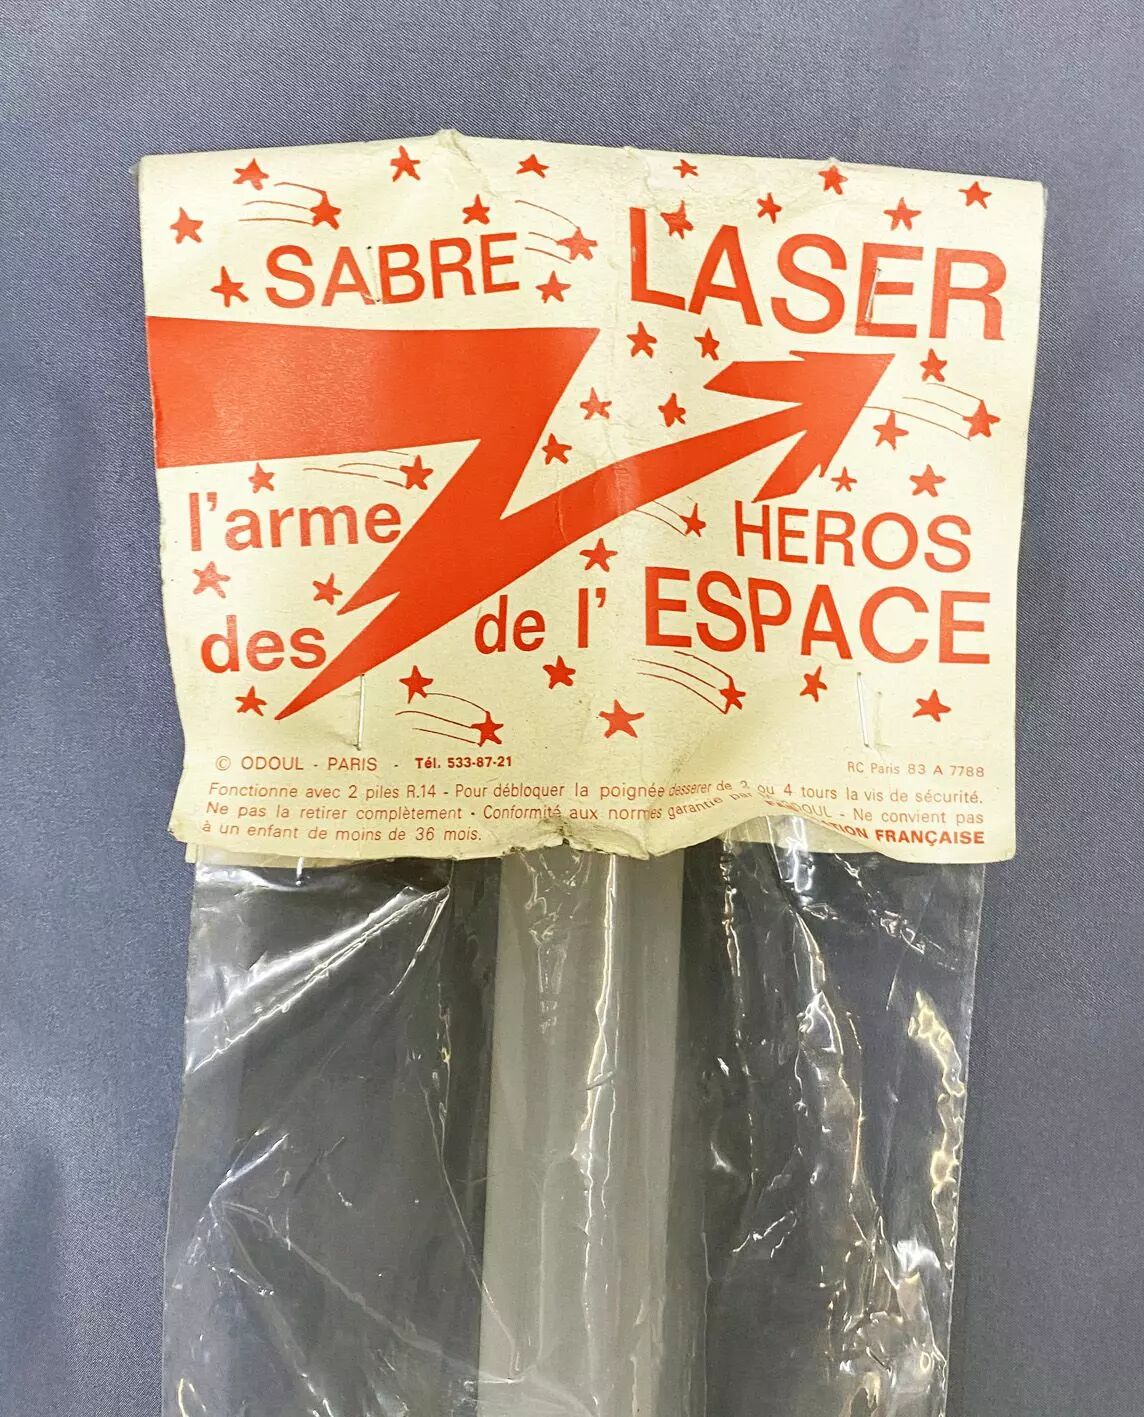 SABRE LASER
l'arme
des HEROS
de l' ESPACE
© ODOUL - PARIS - Tél. 533-87-21
RC Paris 83 A 7788
Fonctionne avec 2 piles R.14 - Pour débloquer la poignée desserer de 3 ou 4 tours la vis de sécurité.
Ne pas la retirer complètement - Conformité aux normes garantie par ODOUL - Ne convient pas
à un enfant de moins de 36 mois. FRANÇAISE